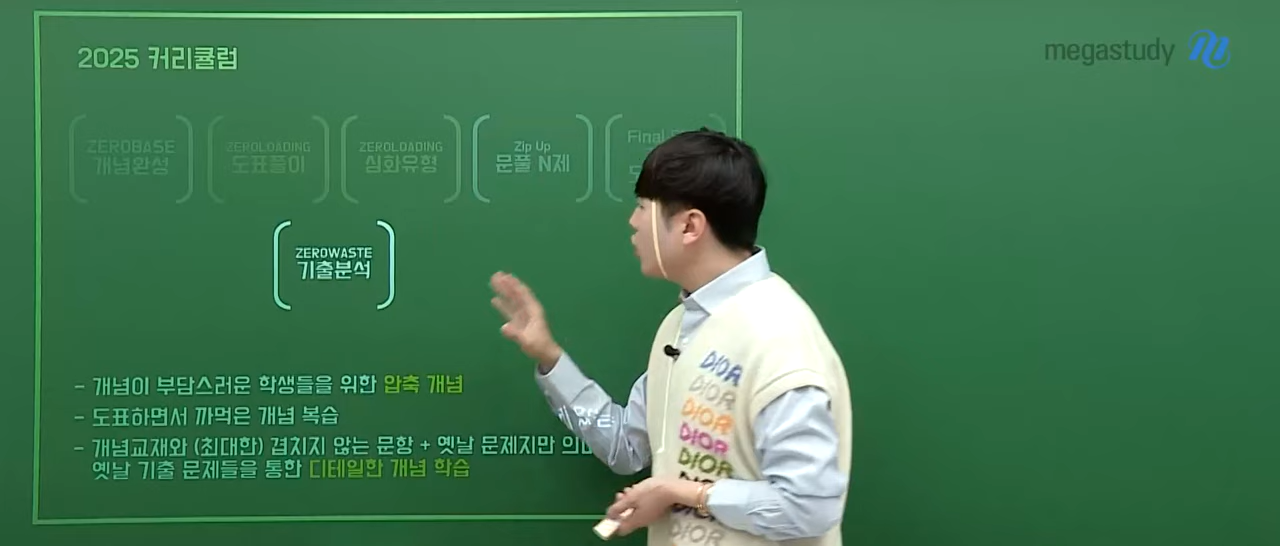 2025 커리큘럼
megastudy
ZEROBASE
개념완성
ZEROLOADING
도표풀이
ZEROLOADING
심화유형
Zip Up
문풀 N제
Final
ZEROWASTE
기출분석
- 개념이 부담스러운 학생들을 위한 압축 개념
- 도표하면서 까먹은 개념 복습
- 개념교재와 (최대한) 겹치지 않는 문항 + 옛날 문제지만
옛날 기출 문제들을 통한 디테일한 개념 학습
DIOR
DIOR
DIOR
DIOR
DIOR
DIOR
DIOR
DIOR